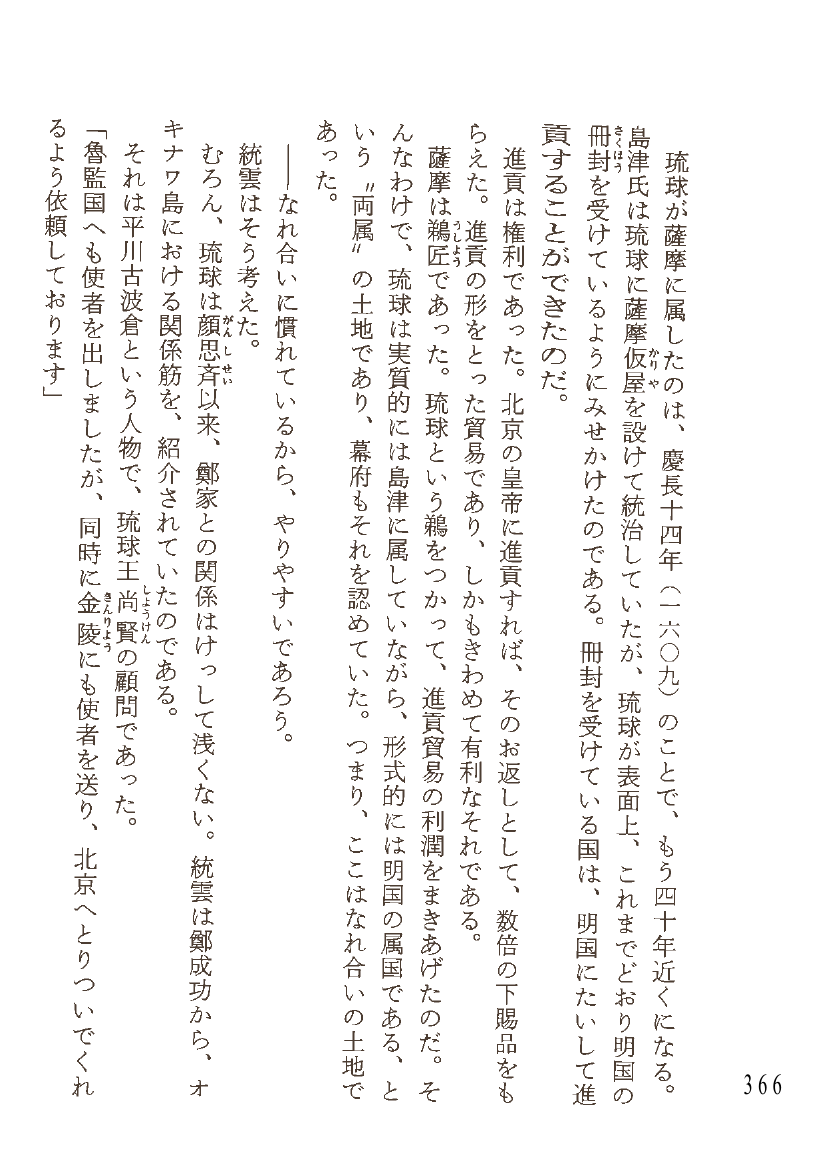 琉球が薩摩に属したのは、慶長十四年（一六〇九）のことで、もう四十年近くになる。
島津氏は琉球に薩摩仮屋を設けて統治していたが、琉球が表面上、これまでどおり明国の
冊封を受けているようにみせかけたのである。冊封を受けている国は、明国にたいして進
貢することができたのだ。
進貢は権利であった。北京の皇帝に進貢すれば、そのお返しとして、数倍の下賜品をも
らえた。進貢の形をとった貿易であり、しかもきわめて有利なそれである。
薩摩は鵜匠であった。琉球という鵜をつかって、進貢貿易の利潤をまきあげたのだ。そ
んなわけで、琉球は実質的には島津に属していながら、形式的には明国の属国である、と
いう〝両属〟の土地であり、幕府もそれを認めていた。つまり、ここはなれ合いの土地で
あった。
――なれ合いに慣れているから、やりやすいであろう。
統雲はそう考えた。
むろん、琉球は顔思斉以来、鄭家との関係はけっして浅くない。統雲は鄭成功から、オ
キナワ島における関係筋を、紹介されていたのである。
それは平川古波倉という人物で、琉球王尚賢の顧問であった。
「魯監国へも使者を出しましたが、同時に金陵にも使者を送り、北京へとりついでくれ
るよう依頼しております」
366